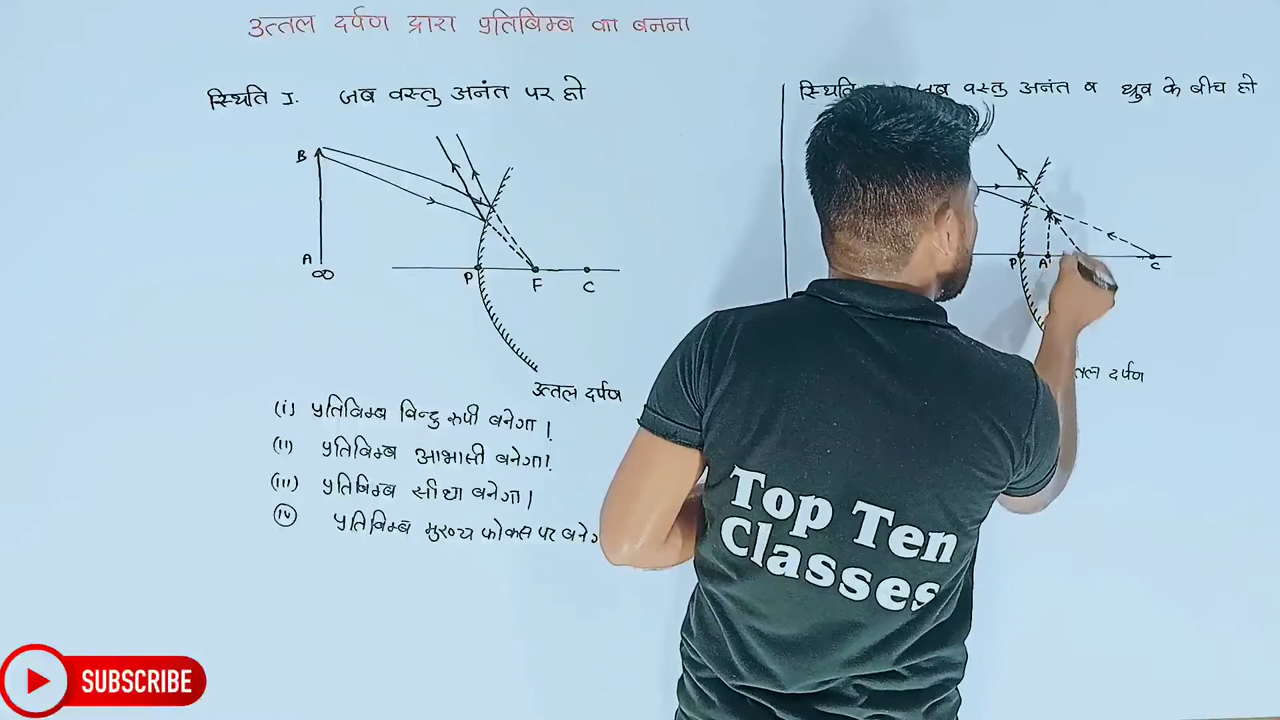 उत्तल दर्पण द्वारा प्रतिबिम्ब का बनना
स्थिति I. जब वस्तु अनंत पर हो
B
A
∞
P
F
C
उत्तल दर्पण
(i) प्रतिबिम्ब बिन्दु रूपी बनेगा।
(ii) प्रतिबिम्ब आभासी बनेगा।
(iii) प्रतिबिम्ब सीधा बनेगा।
(iv) प्रतिबिम्ब मुख्य फोकस पर
वस्तु अनंत व ध्रुव के बीच हो
P
A'
C
दर्पण
Top Ten
Classes
SUBSCRIBE